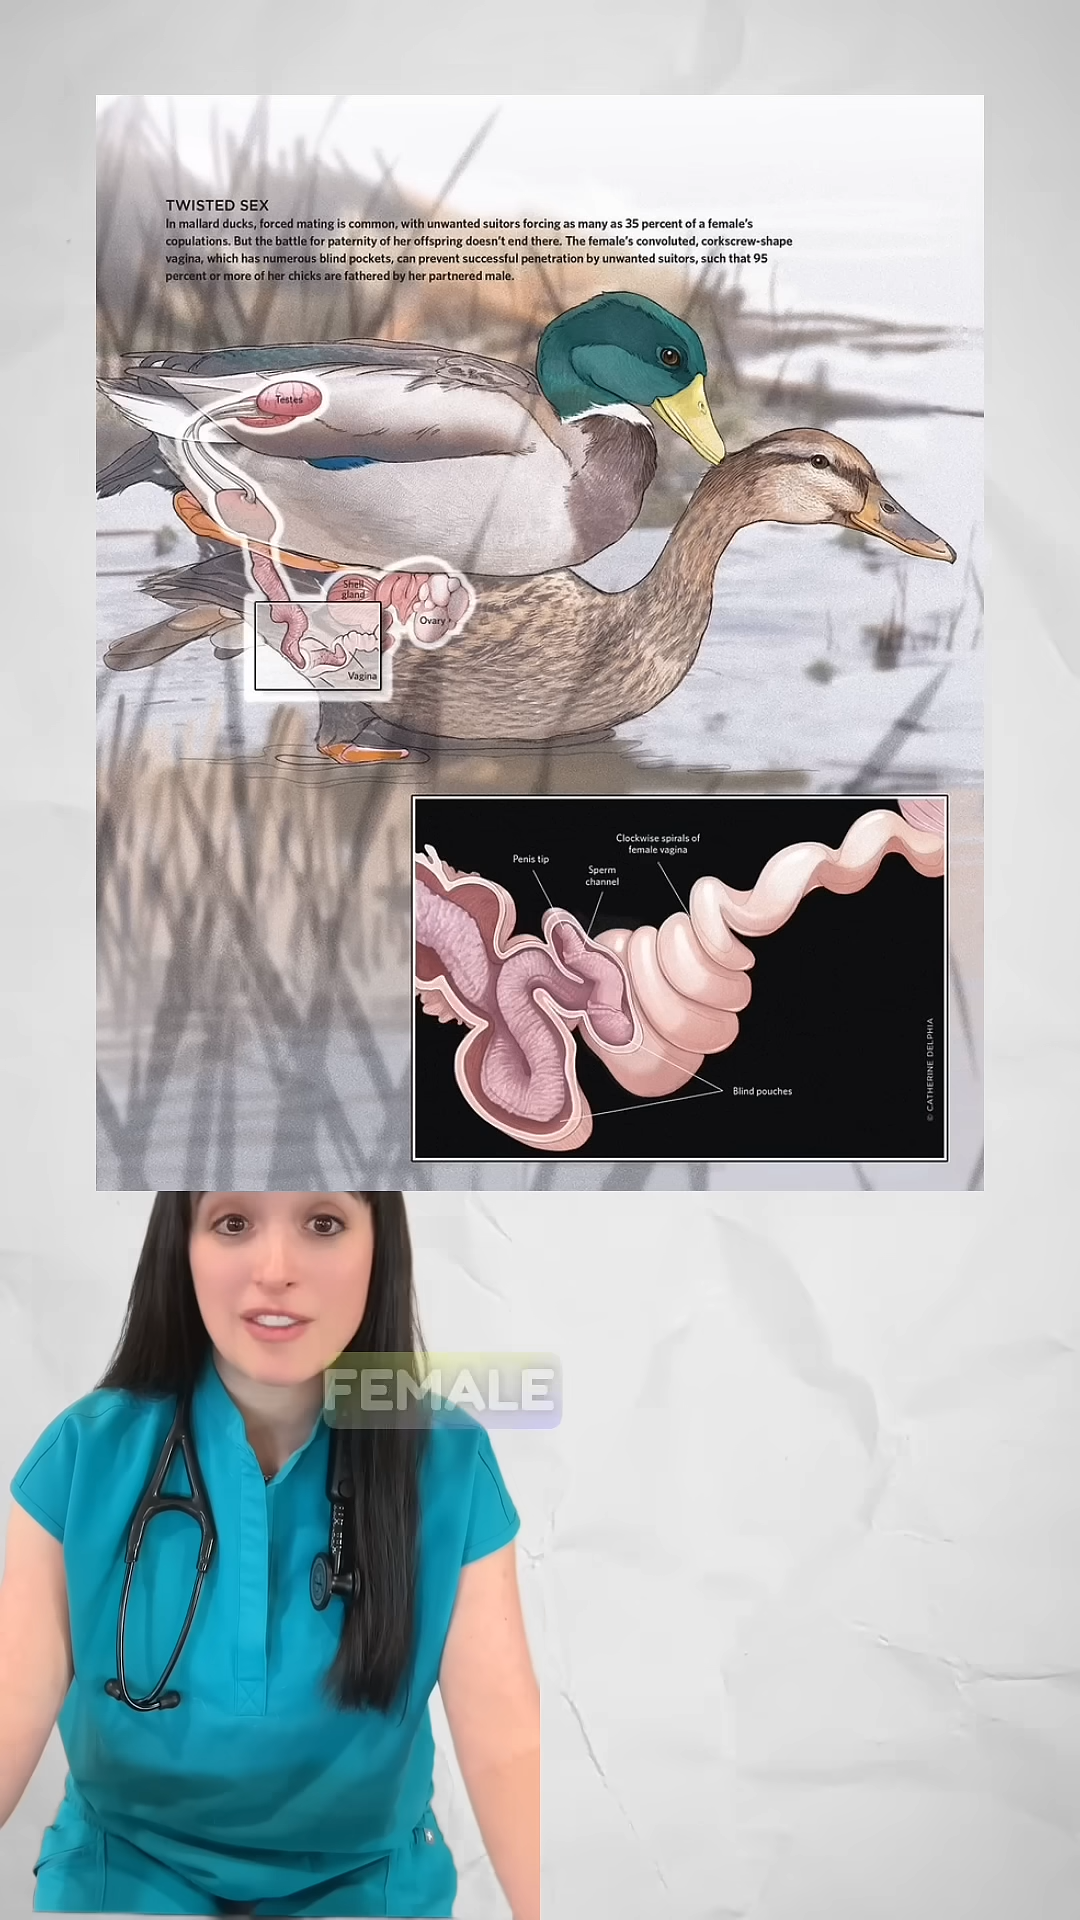 TWISTED SEX
In mallard ducks, forced mating is common, with unwanted suitors forcing as many as 35 percent of a female's
copulations. But the battle for paternity of her offspring doesn't end there. The female's convoluted, corkscrew-shape
vagina, which has numerous blind pockets, can prevent successful penetration by unwanted suitors, such that 95
percent or more of her chicks are fathered by her partnered male.
Testes
Shell
gland
Ovary
Vagina
Clockwise spirals of
female vagina
Penis tip
Sperm
channel
Blind pouches
© CATHERINE DELPHIA
FEMALE